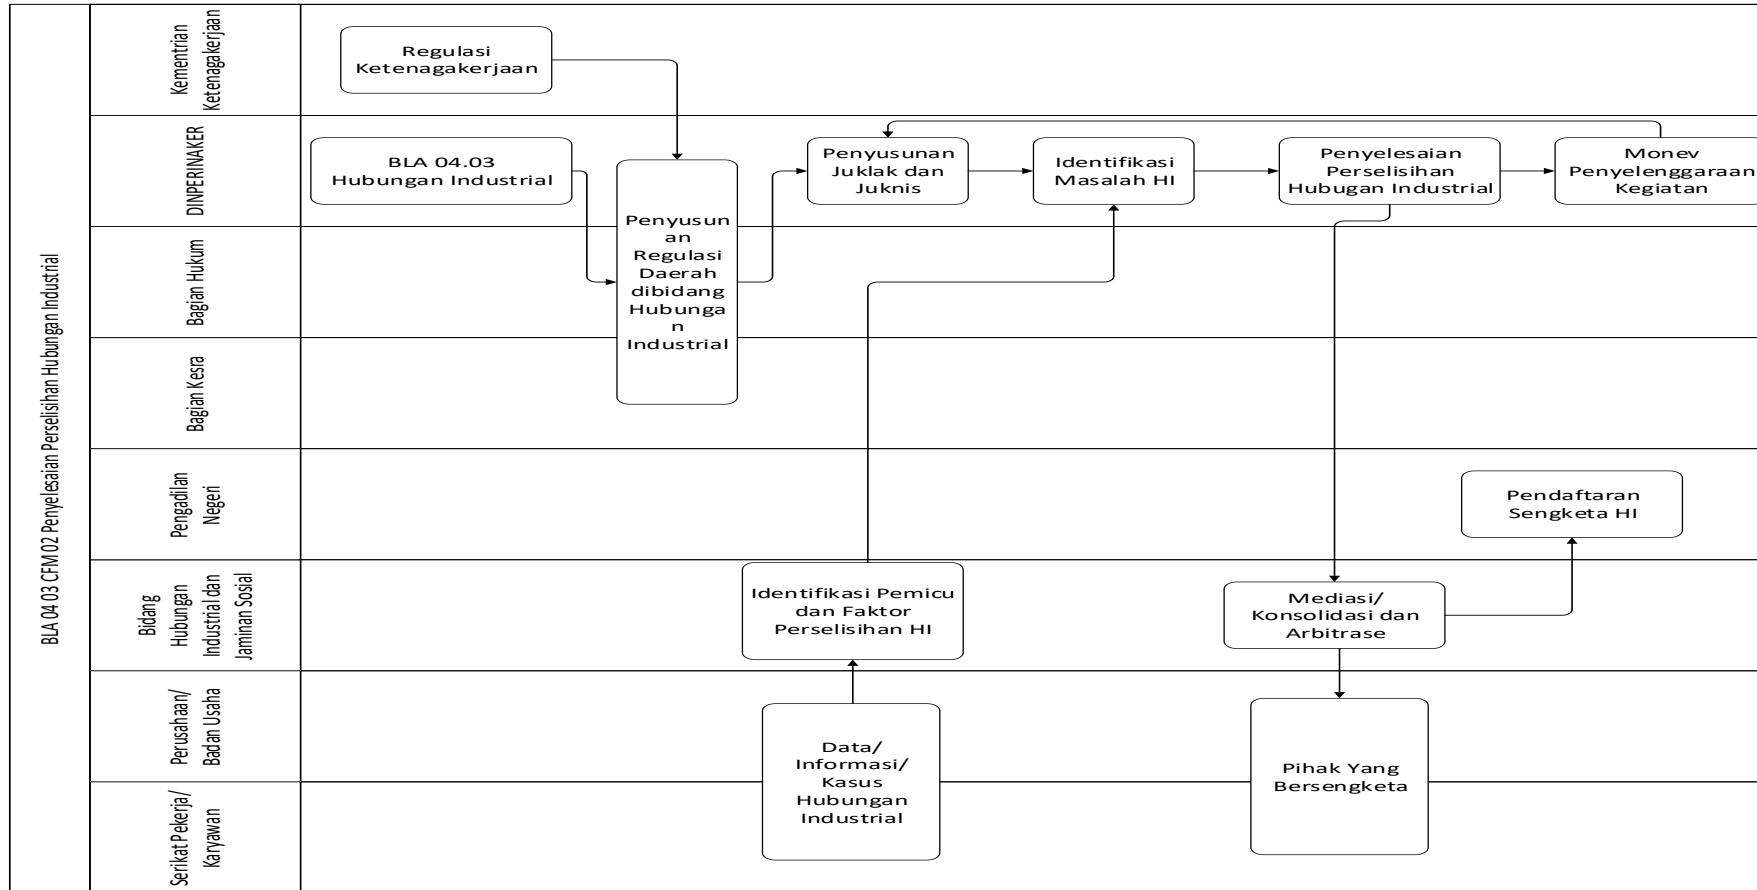 BLA 04 03 CFM 02 Penyelesaian Perselisihan Hubungan Industrial
Kementrian
Ketenagakerjaan
Regulasi
Ketenagakerjaan
DINPERINAKER
BLA 04.03
Hubungan Industrial
Penyusun
an
Regulasi
Daerah
dibidang
Hubunga
n
Industrial
Penyusunan
Juklak dan
Juknis
Identifikasi
Masalah HI
Penyelesaian
Perselisihan
Hubugan Industrial
Monev
Penyelenggaraan
Kegiatan
Bagian Hukum
Bagian Kesra
Pengadilan
Negeri
Pendaftaran
Sengketa HI
Bidang
Hubungan
Industrial dan
Jaminan Sosial
Identifikasi Pemicu
dan Faktor
Perselisihan HI
Mediasi/
Konsolidasi dan
Arbitrase
Perusahaan/
Badan Usaha
Data/
Informasi/
Kasus
Hubungan
Industrial
Pihak Yang
Bersengketa
Serikat Pekerja/
Karyawan